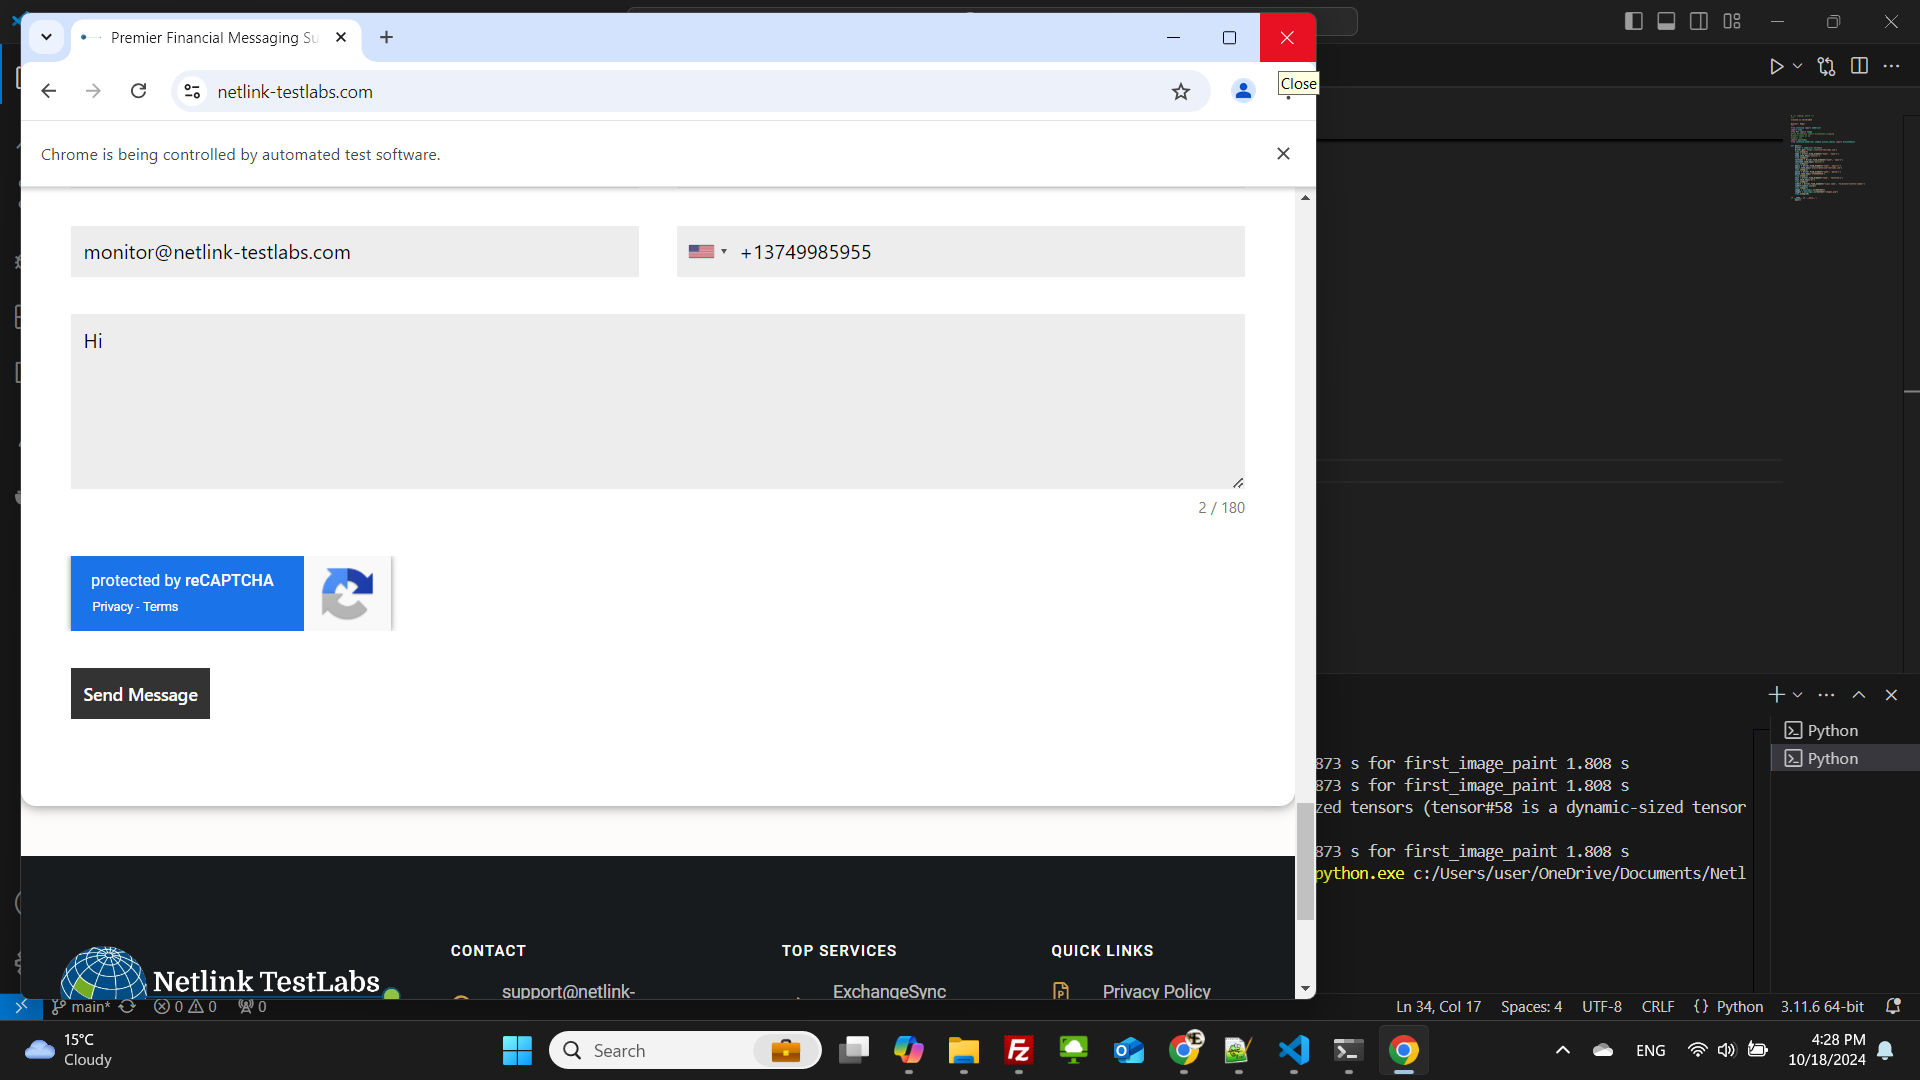 Premier Financial Messaging Su
netlink-testlabs.com
Close
Chrome is being controlled by automated test software.
monitor@netlink-testlabs.com
+13749985955
Hi
2 / 180
protected by reCAPTCHA
Privacy - Terms
Send Message
Python
Python
873 s for first_image_paint 1.808 s
873 s for first_image_paint 1.808 s
zed tensors (tensor#58 is a dynamic-sized tensor
873 s for first_image_paint 1.808 s
python.exe c:/Users/user/OneDrive/Documents/Netl
CONTACT
TOP SERVICES
QUICK LINKS
Netlink TestLabs
support@netlink-
ExchangeSync
Privacy Policy
main* 0 0 0
Ln 34, Col 17 Spaces: 4 UTF-8 CRLF {} Python 3.11.6 64-bit
15°C
Cloudy
Search
ENG
4:28 PM
10/18/2024